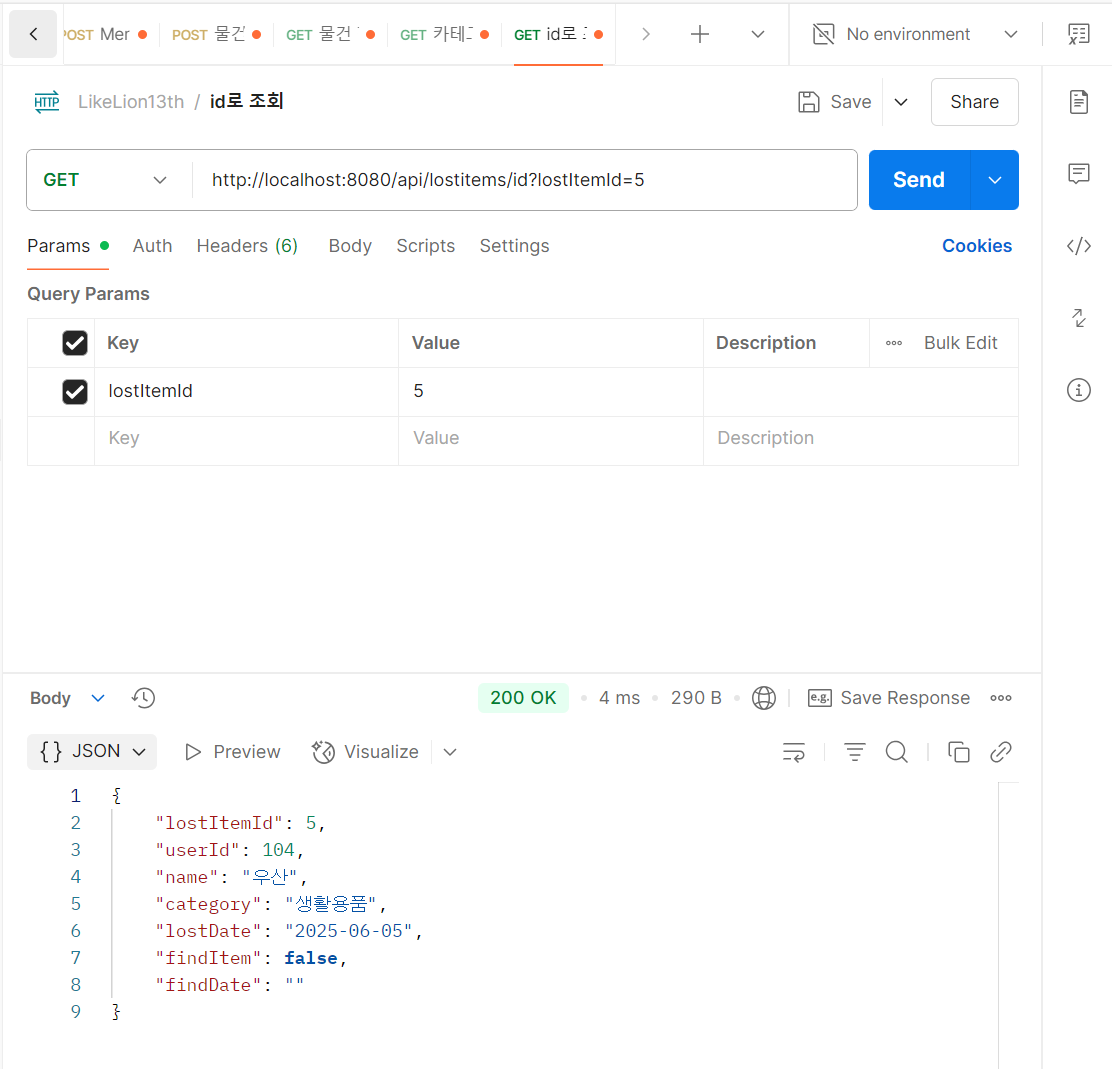 POST Mer POST 물건 GET 물건 GET 카테 GET id로 No environment
HTTP LikeLion13th / id로 조회 Save Share
GET http://localhost:8080/api/lostitems/id?lostItemId=5 Send
Params Auth Headers (6) Body Scripts Settings Cookies
Query Params
Key Value Description Bulk Edit
lostItemId 5
Key Value Description
Body 200 OK 4 ms 290 B e.g. Save Response
{} JSON Preview Visualize
1 {
2 "lostItemId": 5,
3 "userId": 104,
4 "name": "우산",
5 "category": "생활용품",
6 "lostDate": "2025-06-05",
7 "findItem": false,
8 "findDate": ""
9 }